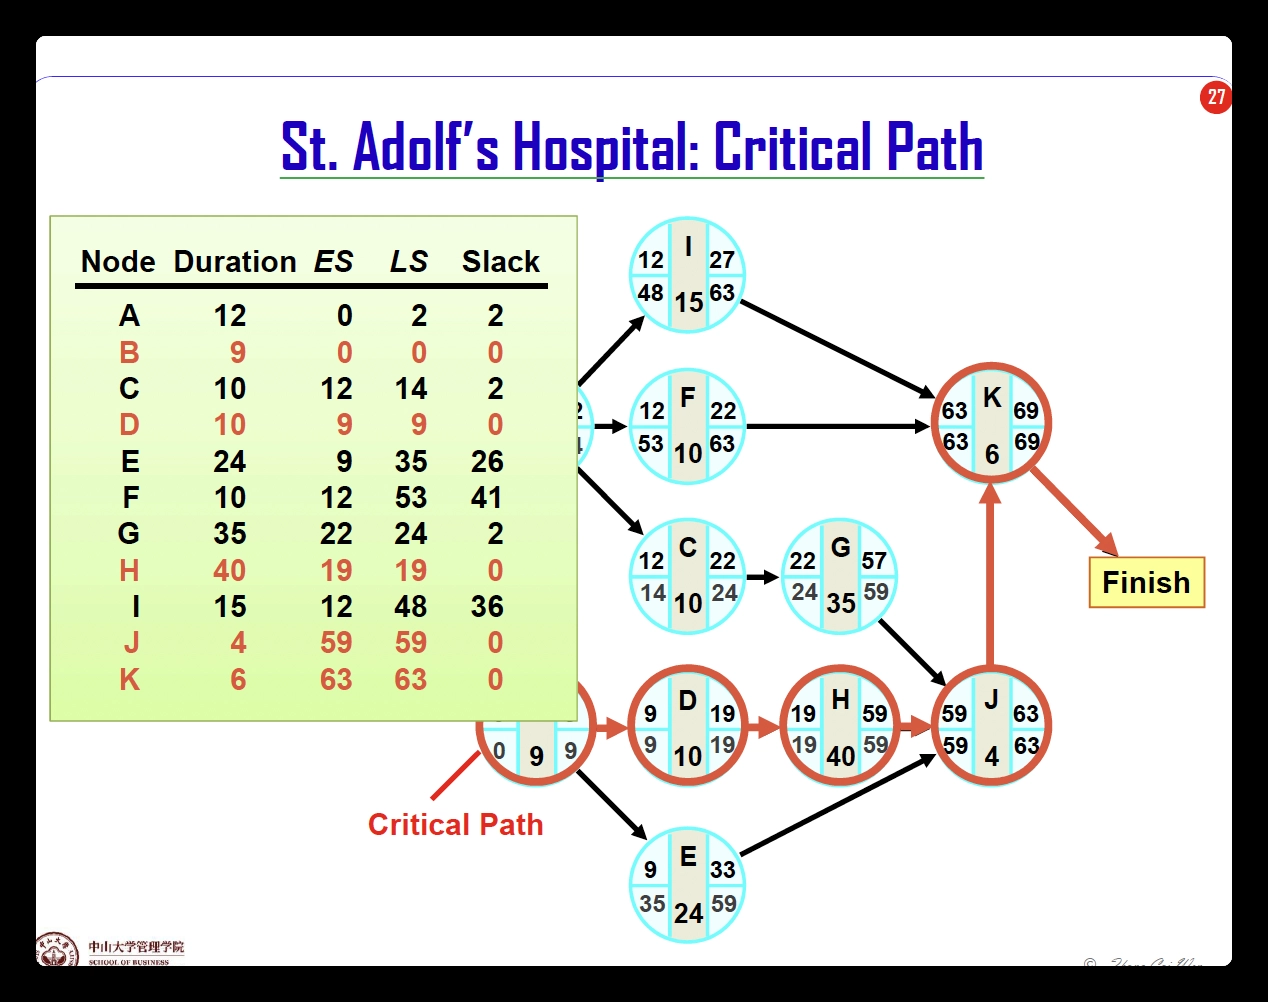 27
St. Adolf's Hospital: Critical Path
Node Duration ES LS Slack
A 12 0 2 2
B 9 0 0 0
C 10 12 14 2
D 10 9 9 0
E 24 9 35 26
F 10 12 53 41
G 35 22 24 2
H 40 19 19 0
I 15 12 48 36
J 4 59 59 0
K 6 63 63 0
I
12 27
48 63
15
F
12 22
53 63
10
K
63 69
63 69
6
C
12 22
14 24
10
G
22 57
24 59
35
Finish
0 9
9
D
9 19
9 19
10
H
19 59
19 59
40
J
59 63
59 63
4
Critical Path
E
9 33
35 59
24
中山大学管理学院
SCHOOL OF BUSINESS
©